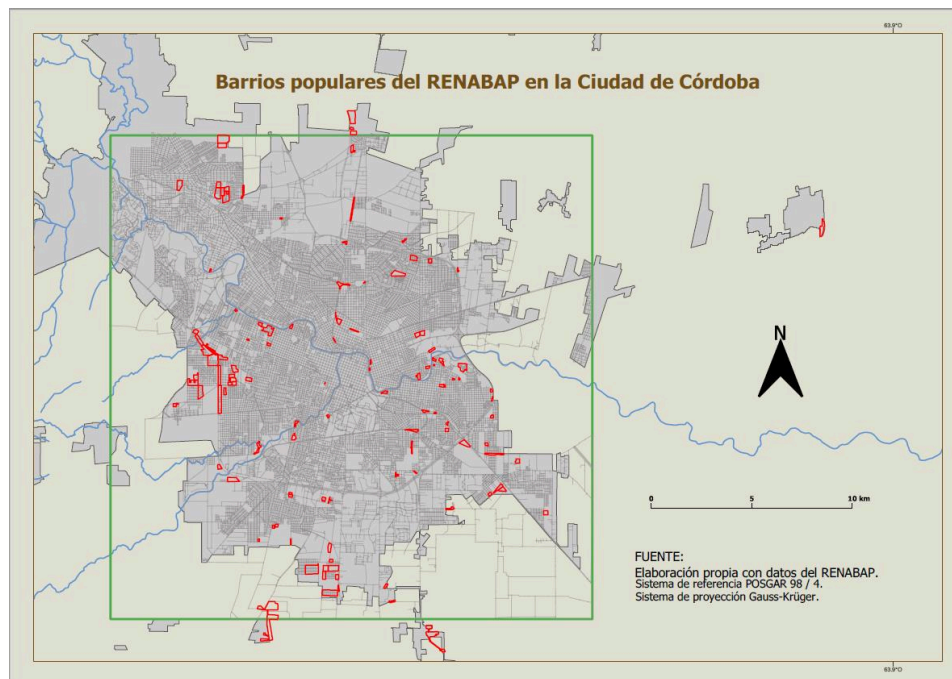 63.9°O
Barrios populares del RENABAP en la Ciudad de Córdoba
N
0 5 10 km
FUENTE:
Elaboración propia con datos del RENABAP.
Sistema de referencia POSGAR 98 / 4.
Sistema de proyección Gauss-Krüger.
63.9°O